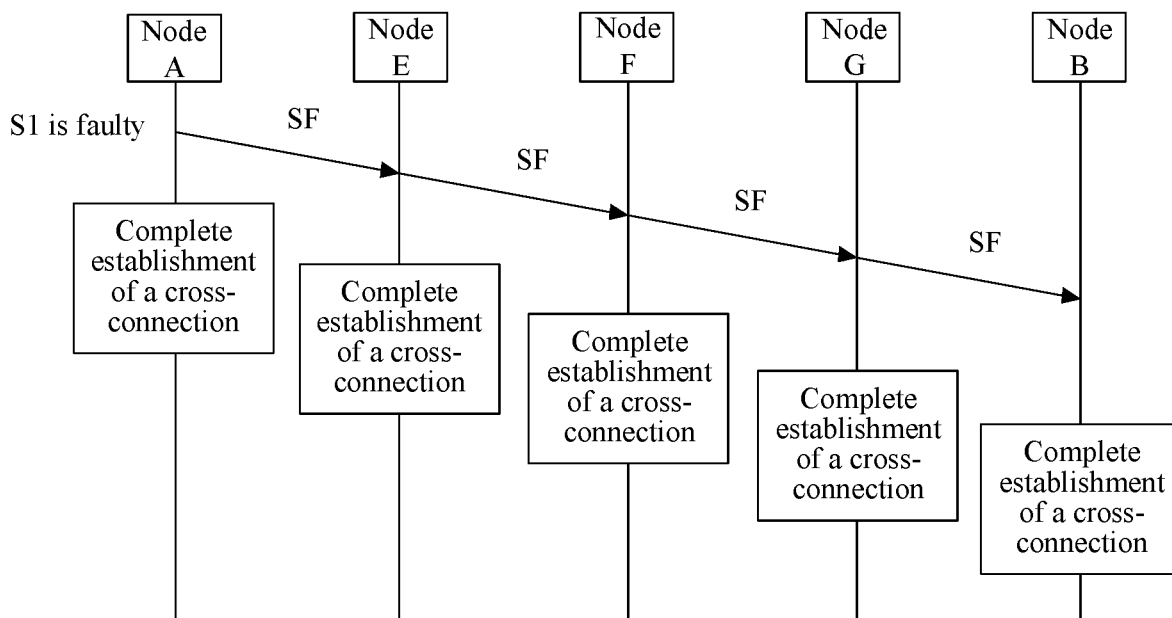 Node
A
Node
E
Node
F
Node
G
Node
B
S1 is faulty
SF
SF
SF
SF
Complete
establishment
of a cross-
connection
Complete
establishment
of a cross-
connection
Complete
establishment
of a cross-
connection
Complete
establishment
of a cross-
connection
Complete
establishment
of a cross-
connection